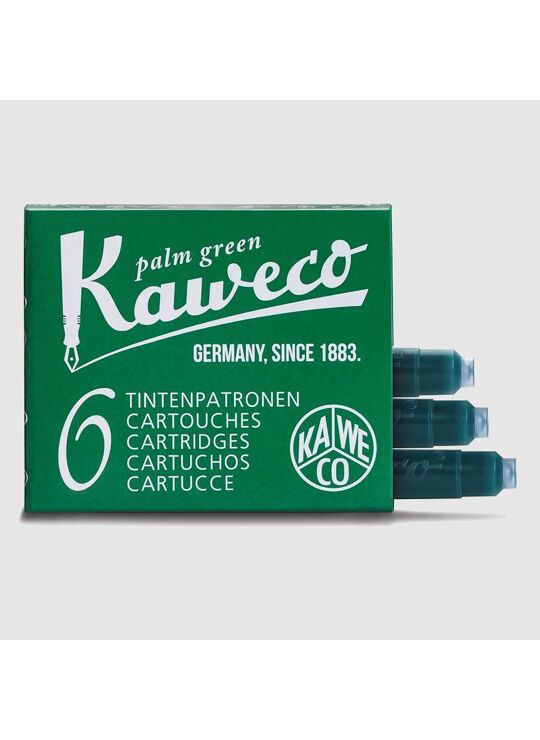 palm green
Kaweco
GERMANY, SINCE 1883.
6
TINTENPATRONEN
CARTOUCHES
CARTRIDGES
CARTUCHOS
CARTUCCE
KA WE
CO